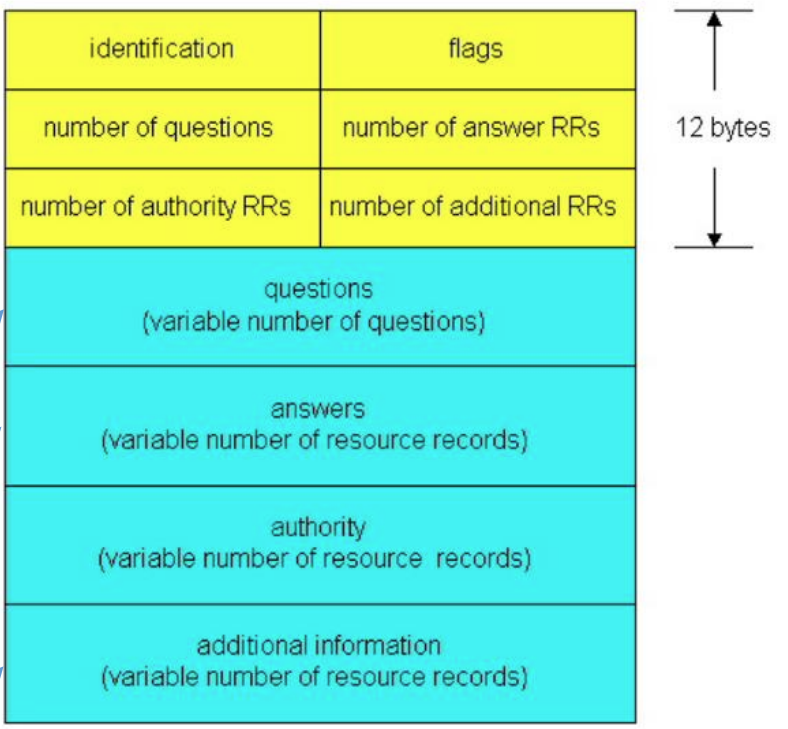 identification
flags
number of questions
number of answer RRs
12 bytes
number of authority RRs
number of additional RRs
questions
(variable number of questions)
answers
(variable number of resource records)
authority
(variable number of resource records)
additional information
(variable number of resource records)